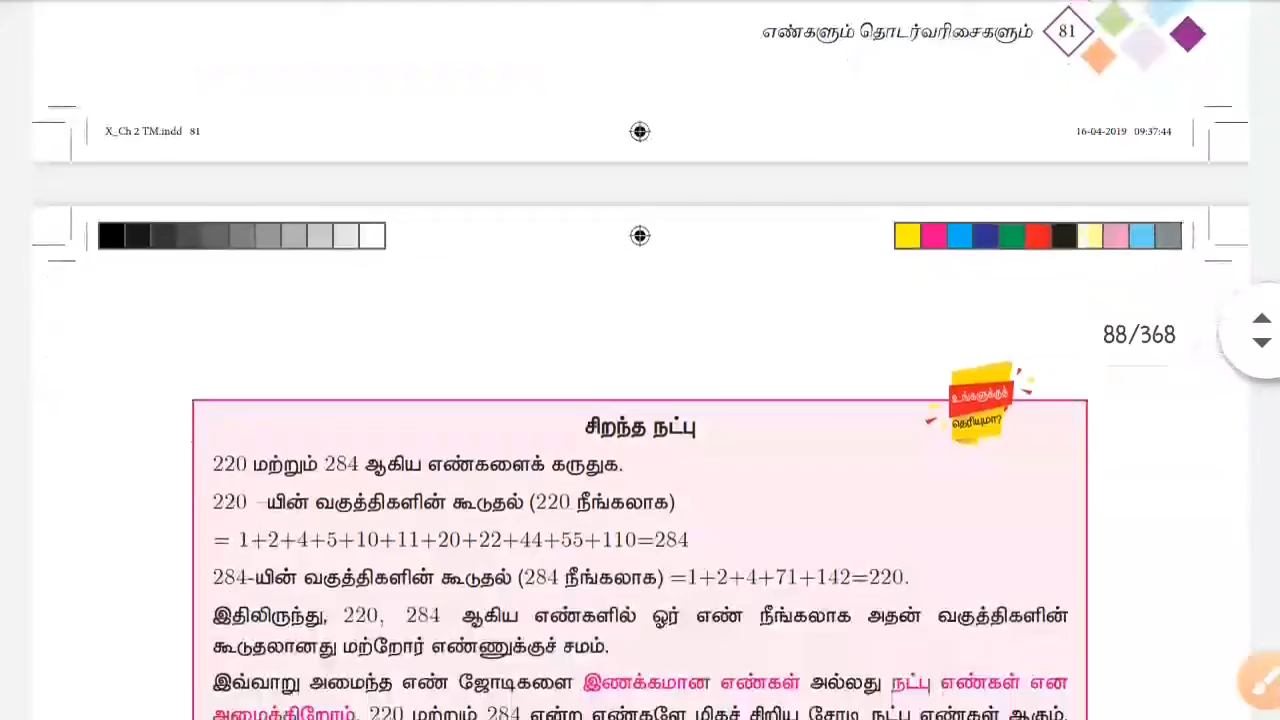 எண்களும் தொடர்வரிசைகளும் 81
X_Ch 2 TM.indd 81
16-04-2019 09:37:44
88/368
உங்களுக்குத்
தெரியுமா?
சிறந்த நட்பு
220 மற்றும் 284 ஆகிய எண்களைக் கருதுக.
220 –யின் வகுத்திகளின் கூடுதல் (220 நீங்கலாக)
= 1+2+4+5+10+11+20+22+44+55+110=284
284-யின் வகுத்திகளின் கூடுதல் (284 நீங்கலாக) =1+2+4+71+142=220.
இதிலிருந்து, 220, 284 ஆகிய எண்களில் ஓர் எண் நீங்கலாக அதன் வகுத்திகளின்
கூடுதலானது மற்றோர் எண்ணுக்குச் சமம்.
இவ்வாறு அமைந்த எண் ஜோடிகளை இணக்கமான எண்கள் அல்லது நட்பு எண்கள் என
அழைக்கிறோம். 220 மற்றும் 284 என்ற எண்களே மிகச் சிறிய சோடி நட்பு எண்கள் ஆகும்.